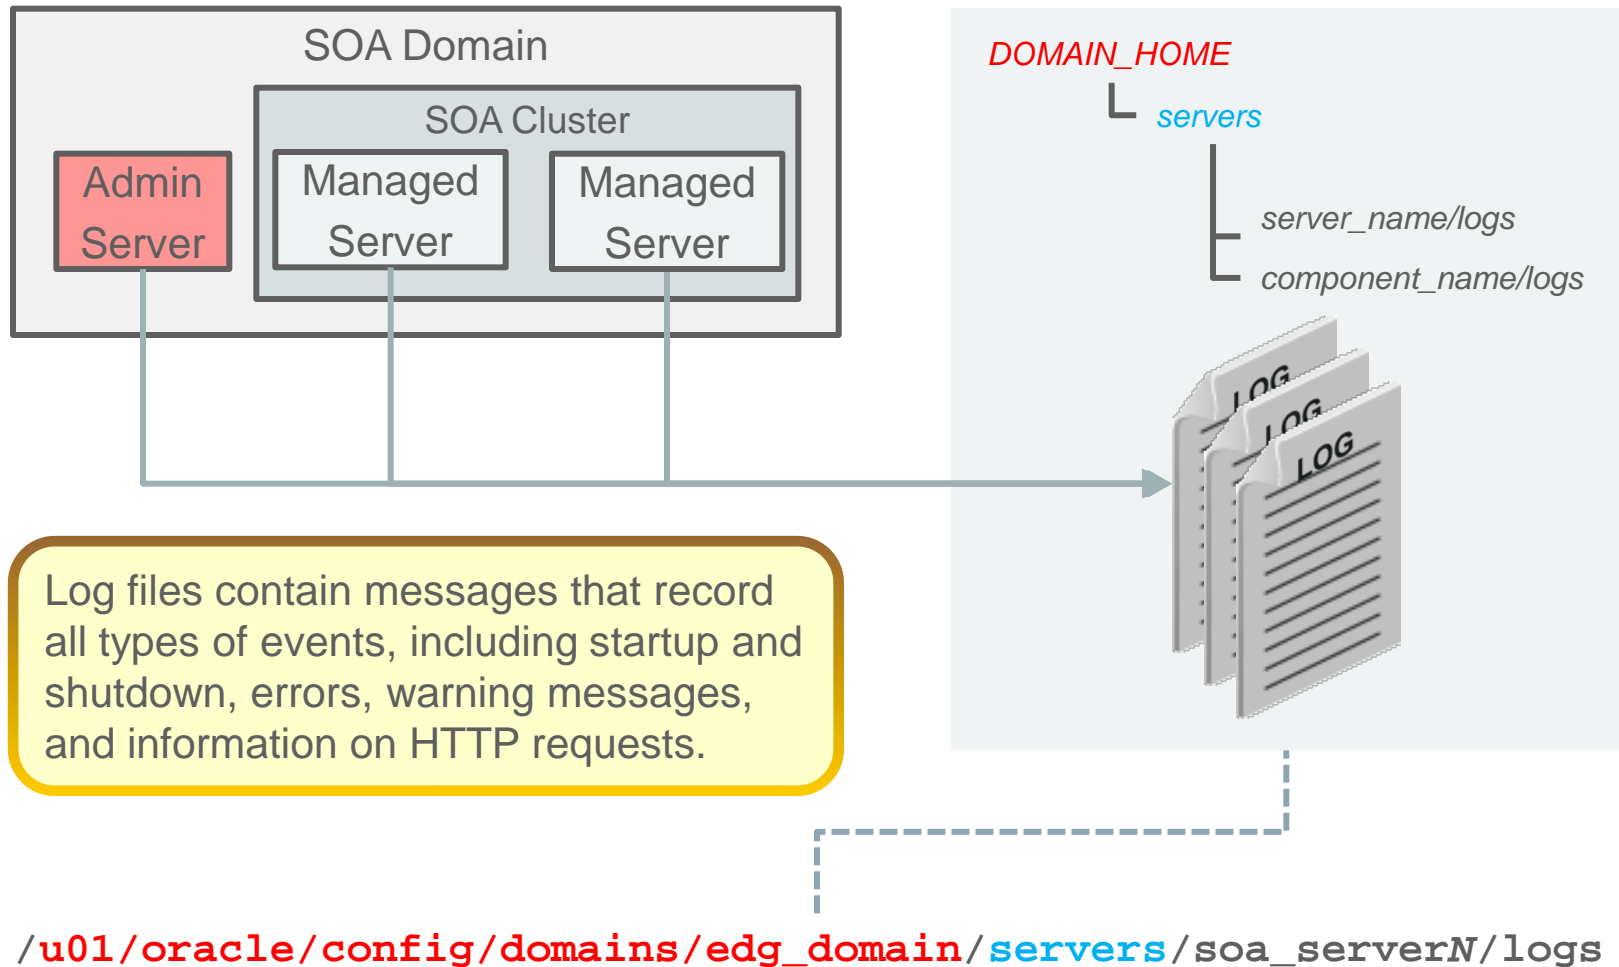 SOA Domain
SOA Cluster
Admin
Server
Managed
Server
Managed
Server
DOMAIN_HOME
servers
server_name/logs
component_name/logs
LOG
LOG
LOG
Log files contain messages that record
all types of events, including startup and
shutdown, errors, warning messages,
and information on HTTP requests.
/u01/oracle/config/domains/edg_domain/servers/soa_serverN/logs